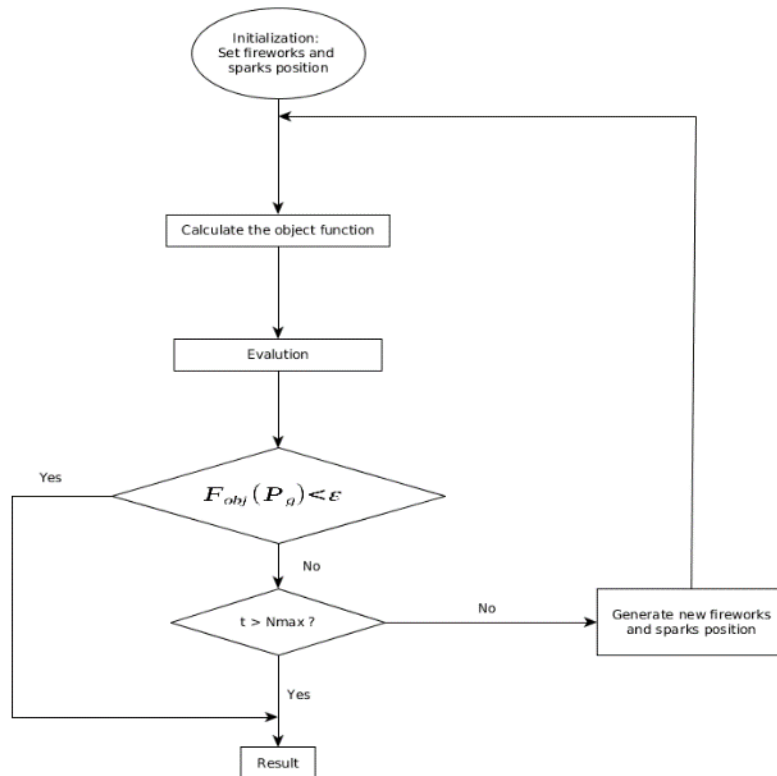 Initialization:
Set fireworks and
sparks position
Calculate the object function
Evalution
Yes
F_obj(P_g)<ε
No
t > Nmax ?
No
Generate new fireworks
and sparks position
Yes
Result